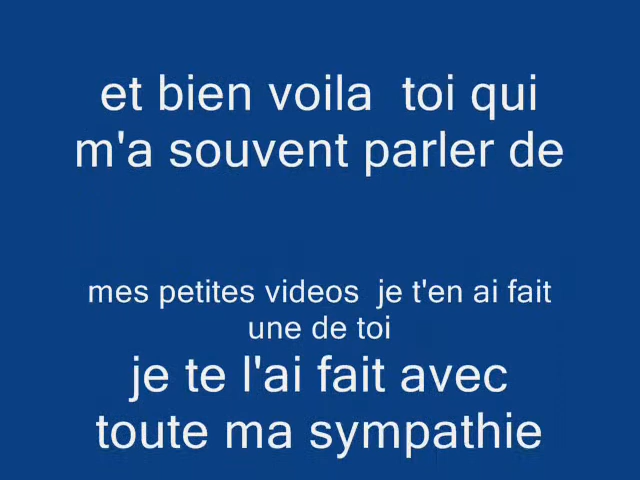 et bien voila  toi qui
m'a souvent parler de
mes petites videos  je t'en ai fait
une de toi
je te l'ai fait avec
toute ma sympathie